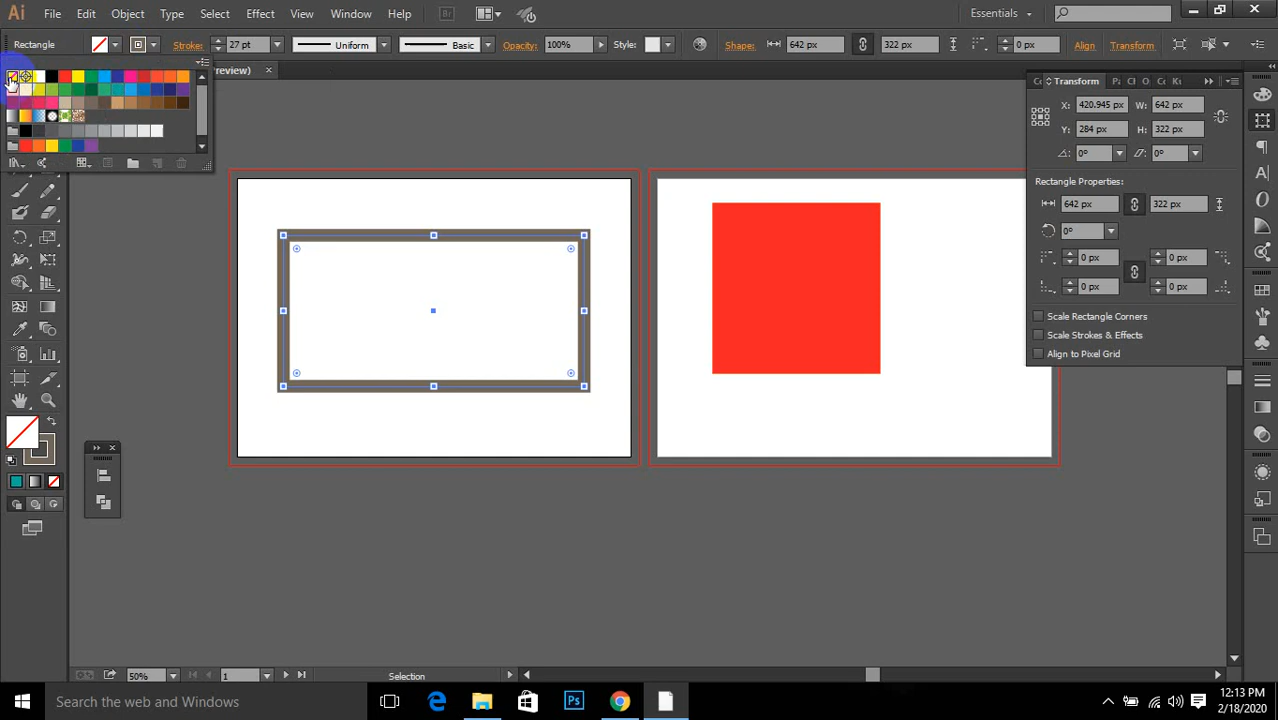 Ai File Edit Object Type Select Effect View Window Help Br Essentials
Rectangle Stroke: 27 pt Uniform Basic Opacity: 100% Style: Shape: 642 px 322 px 0 px Align Transform
review)
Transform
X: 420.945 px W: 642 px
Y: 284 px H: 322 px
0° 0°
Rectangle Properties:
642 px 322 px
0°
0 px 0 px
0 px 0 px
Scale Rectangle Corners
Scale Strokes & Effects
Align to Pixel Grid
50% 1 Selection
Search the web and Windows Ps 12:13 PM
2/18/2020